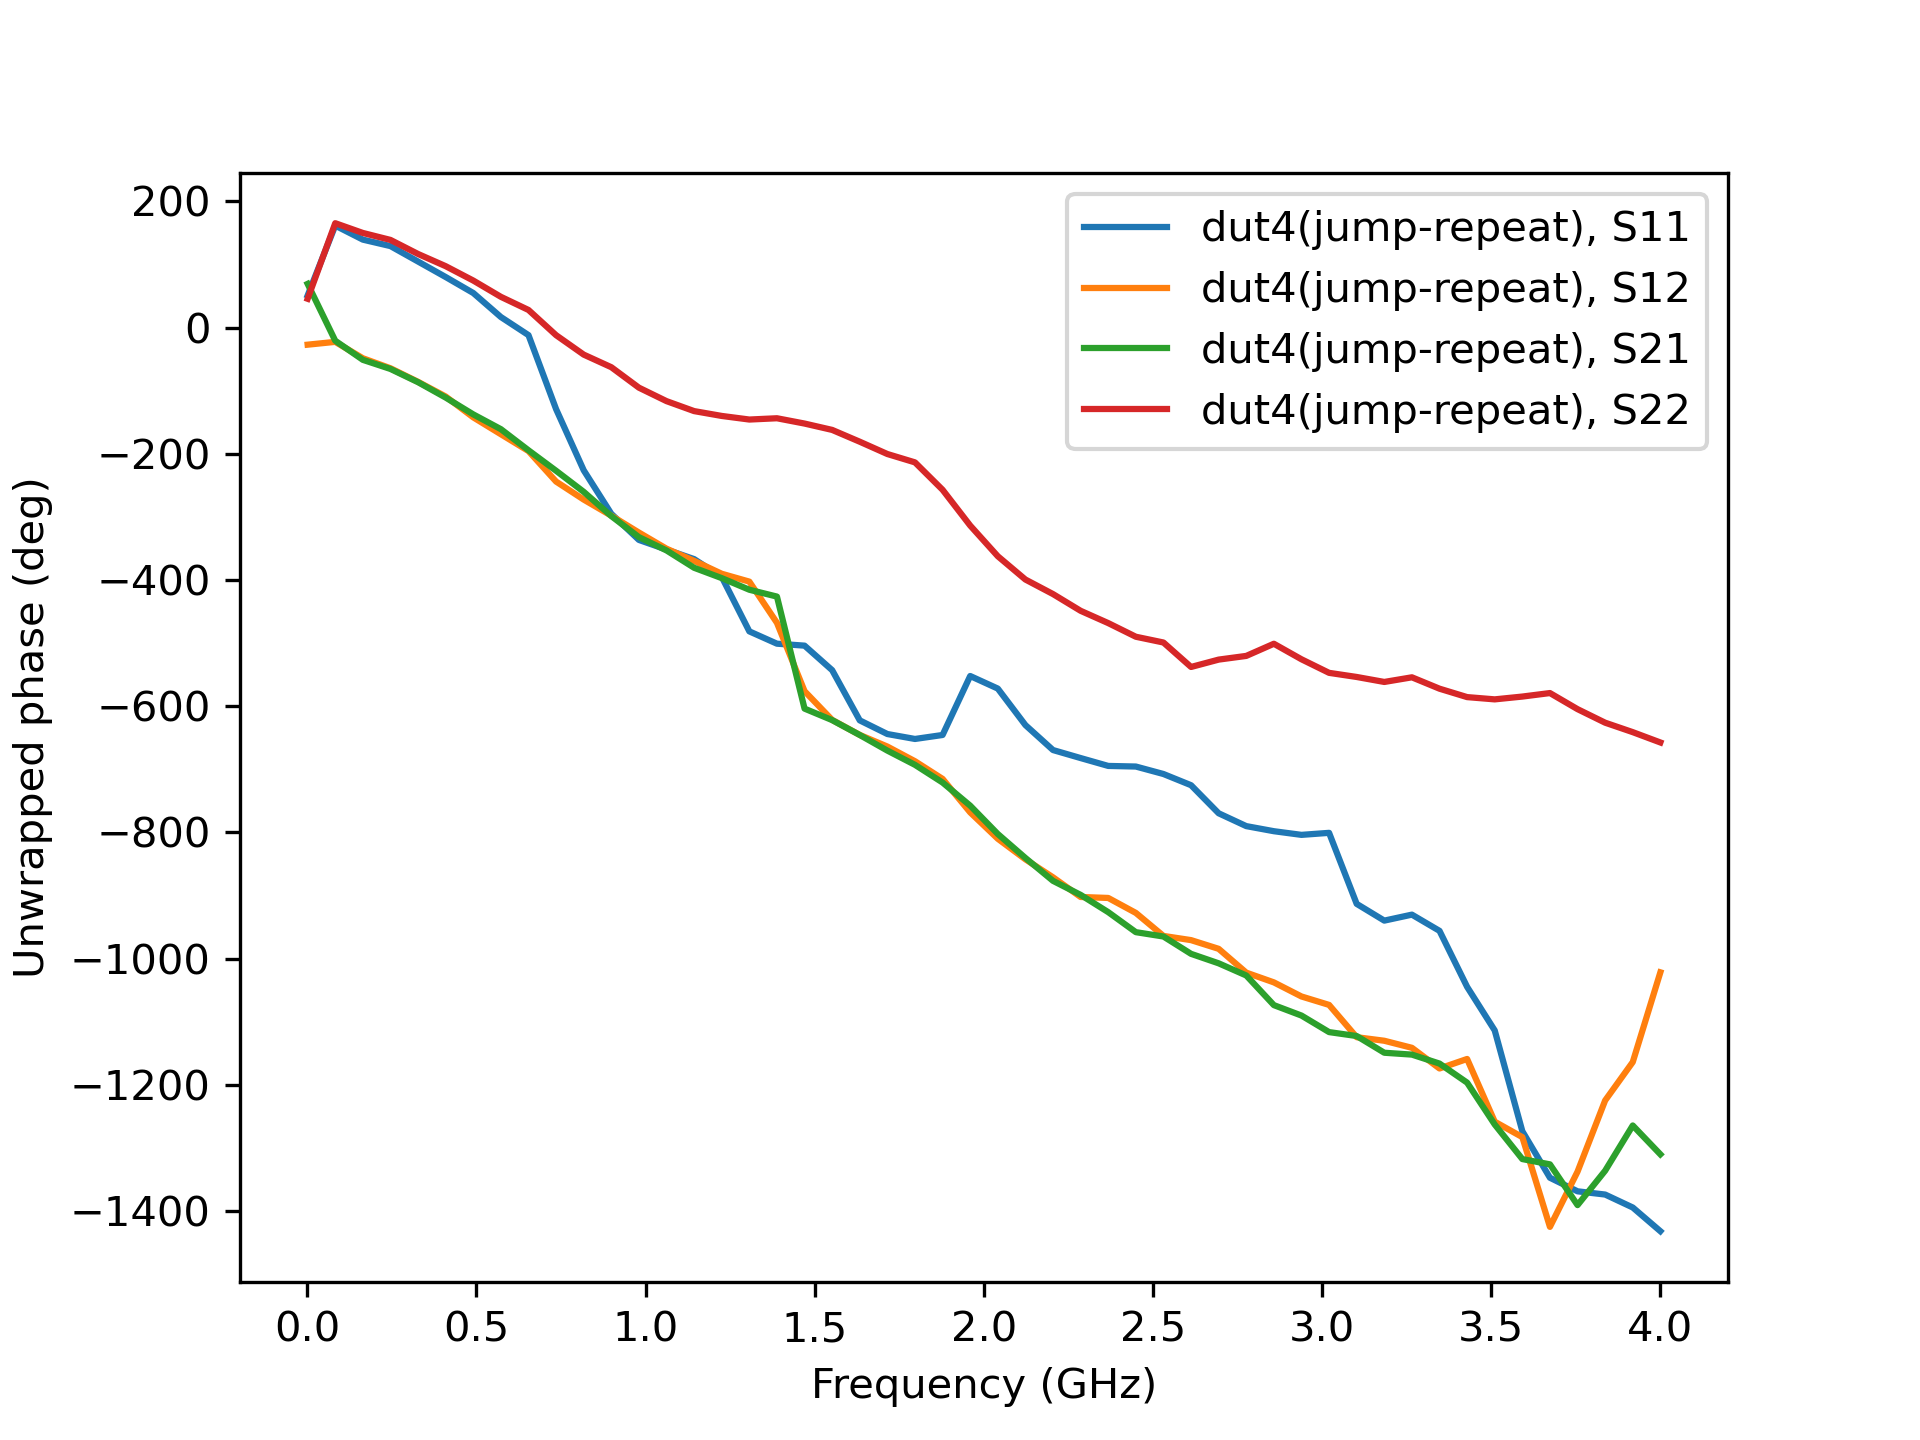 dut4(jump-repeat), S11
dut4(jump-repeat), S12
dut4(jump-repeat), S21
dut4(jump-repeat), S22
Unwrapped phase (deg)
200
0
−200
−400
−600
−800
−1000
−1200
−1400
0.0 0.5 1.0 1.5 2.0 2.5 3.0 3.5 4.0
Frequency (GHz)